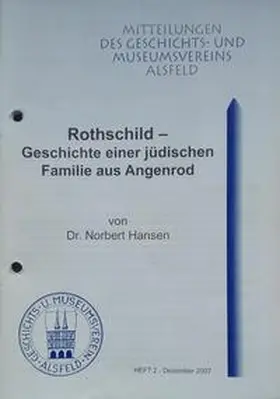 MITTEILUNGEN
DES GESCHICHTS- UND
MUSEUMSVEREINS
ALSFELD
Rothschild –
Geschichte einer jüdischen
Familie aus Angenrod
von
Dr. Norbert Hansen
GESCHICHTS- U. MUSEUMSVEREIN
ALSFELD
HEFT 2 - Dezember 2007